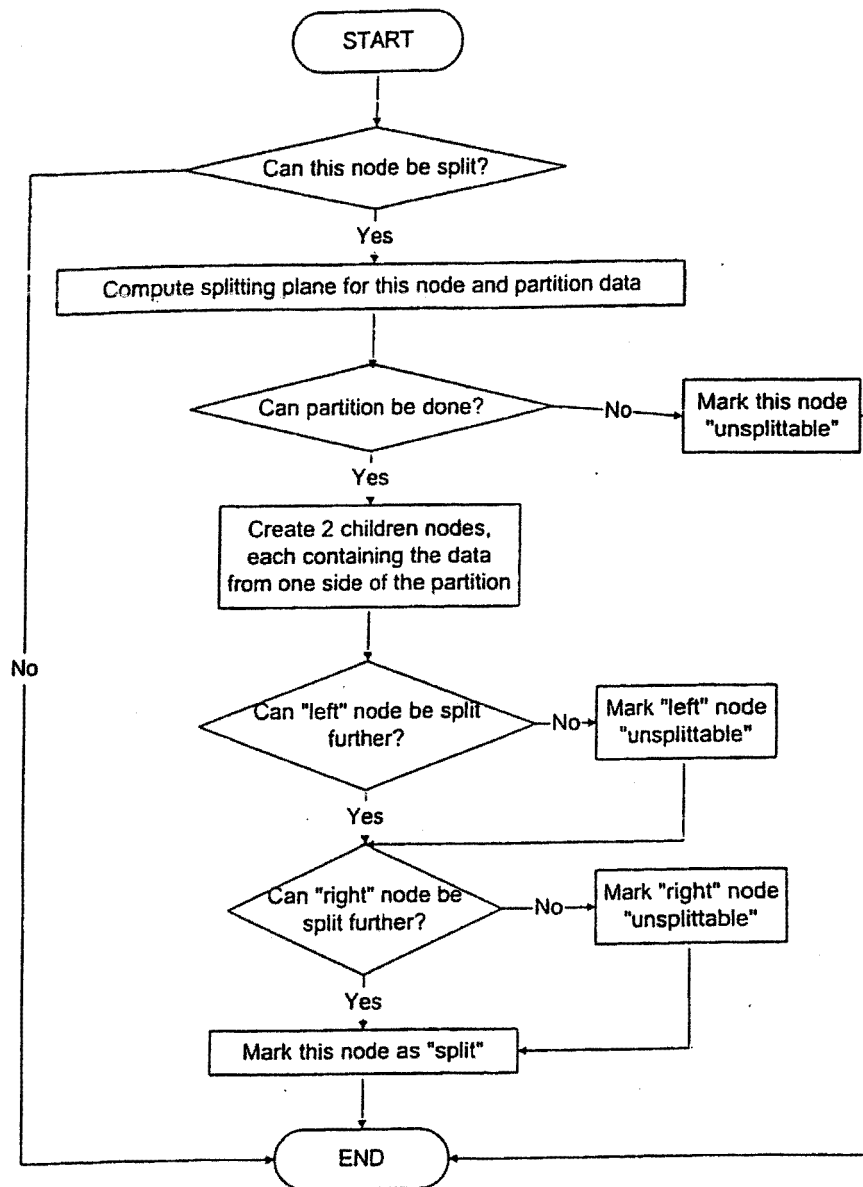 START
Can this node be split?
Yes
Compute splitting plane for this node and partition data
Can partition be done?
No
Mark this node
"unsplittable"
Yes
Create 2 children nodes,
each containing the data
from one side of the partition
No
Can "left" node be split
further?
No
Mark "left" node
"unsplittable"
Yes
Can "right" node be
split further?
No
Mark "right" node
"unsplittable"
Yes
Mark this node as "split"
END